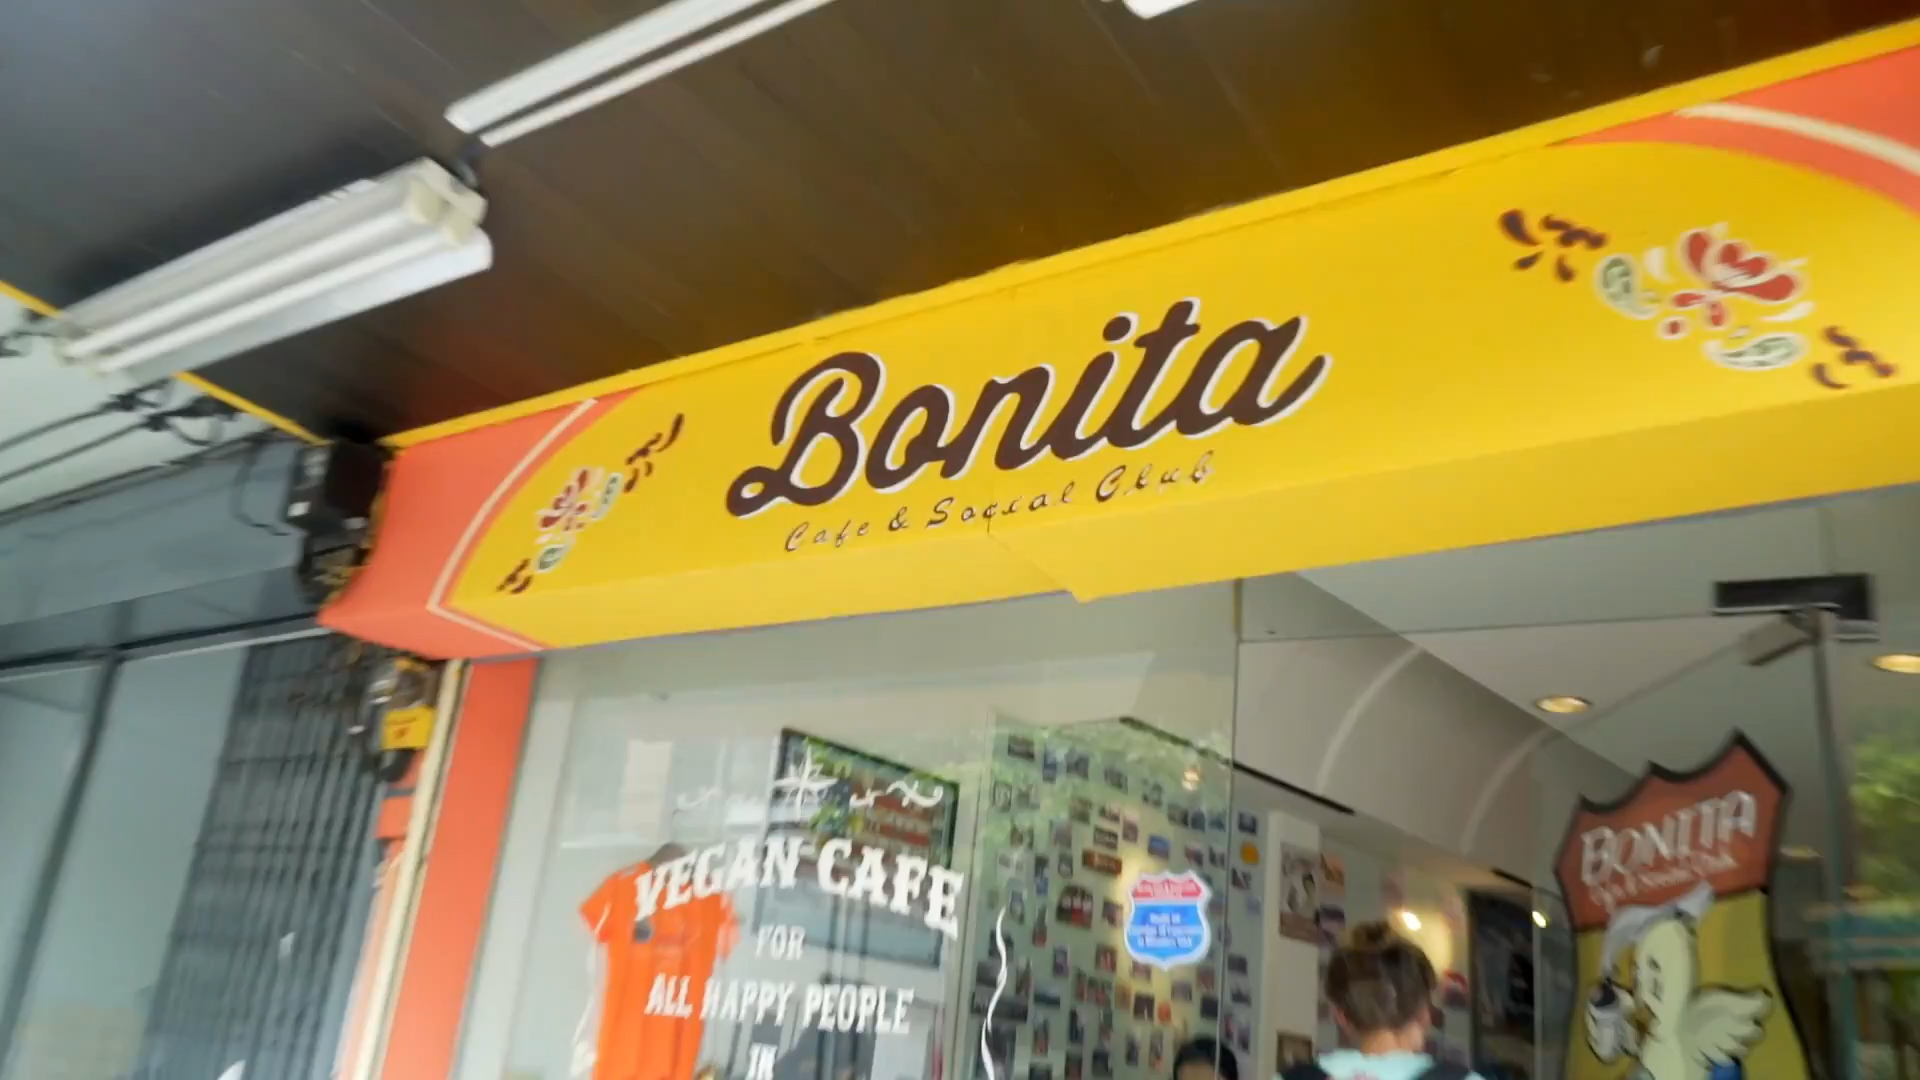 Bonita
Cafe & Social Club
VEGAN CAFE
FOR
ALL HAPPY PEOPLE
IN
BONITA